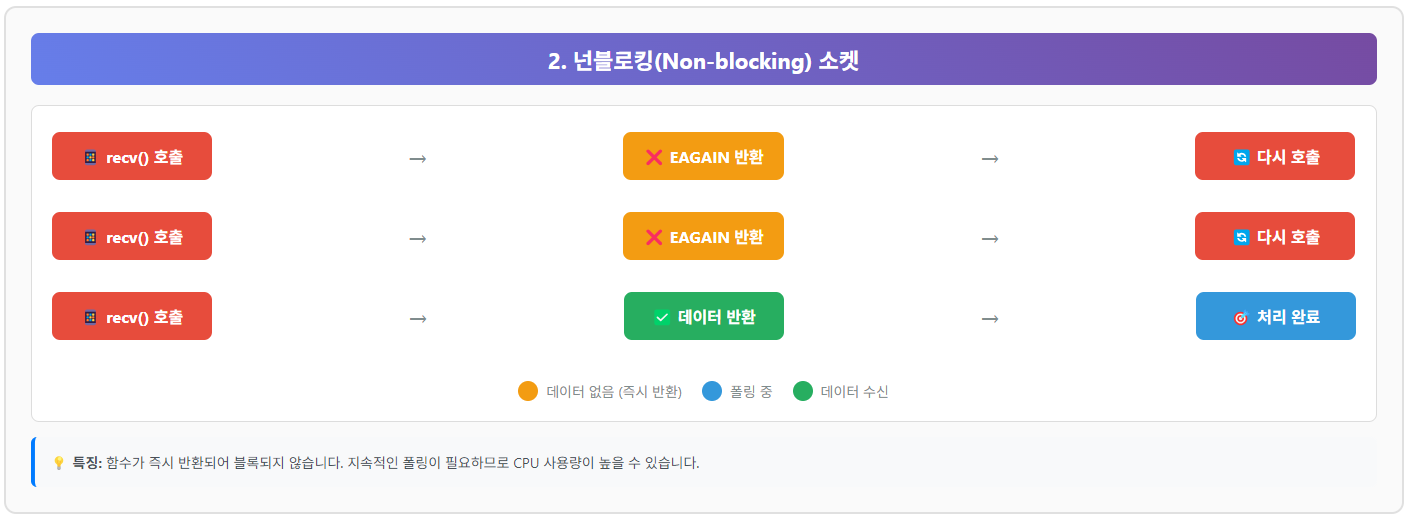 2. 넌블로킹(Non-blocking) 소켓
recv() 호출 → ❌ EAGAIN 반환 → 🔄 다시 호출
recv() 호출 → ❌ EAGAIN 반환 → 🔄 다시 호출
recv() 호출 → ✅ 데이터 반환 → 🎯 처리 완료
데이터 없음 (즉시 반환) 폴링 중 데이터 수신
💡 특징: 함수가 즉시 반환되어 블록되지 않습니다. 지속적인 폴링이 필요하므로 CPU 사용량이 높을 수 있습니다.